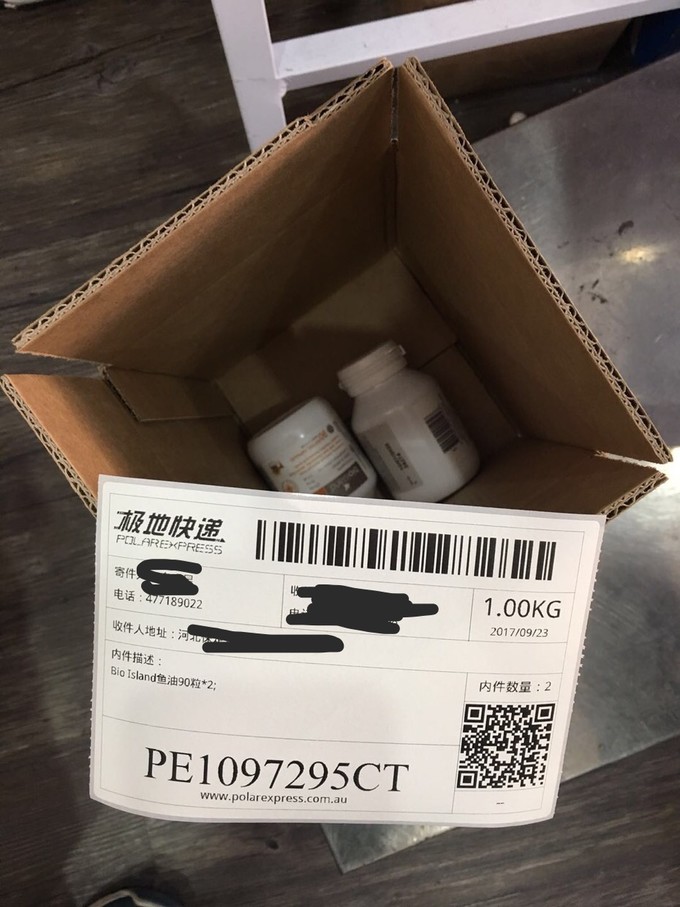 极地快递
POLAREXPRESS
寄件
电话：477189022
1.00KG
2017/09/23
收件人地址：河北
内件描述：
Bio Island鱼油90粒*2;
内件数量：2
PE1097295CT
www.polarexpress.com.au